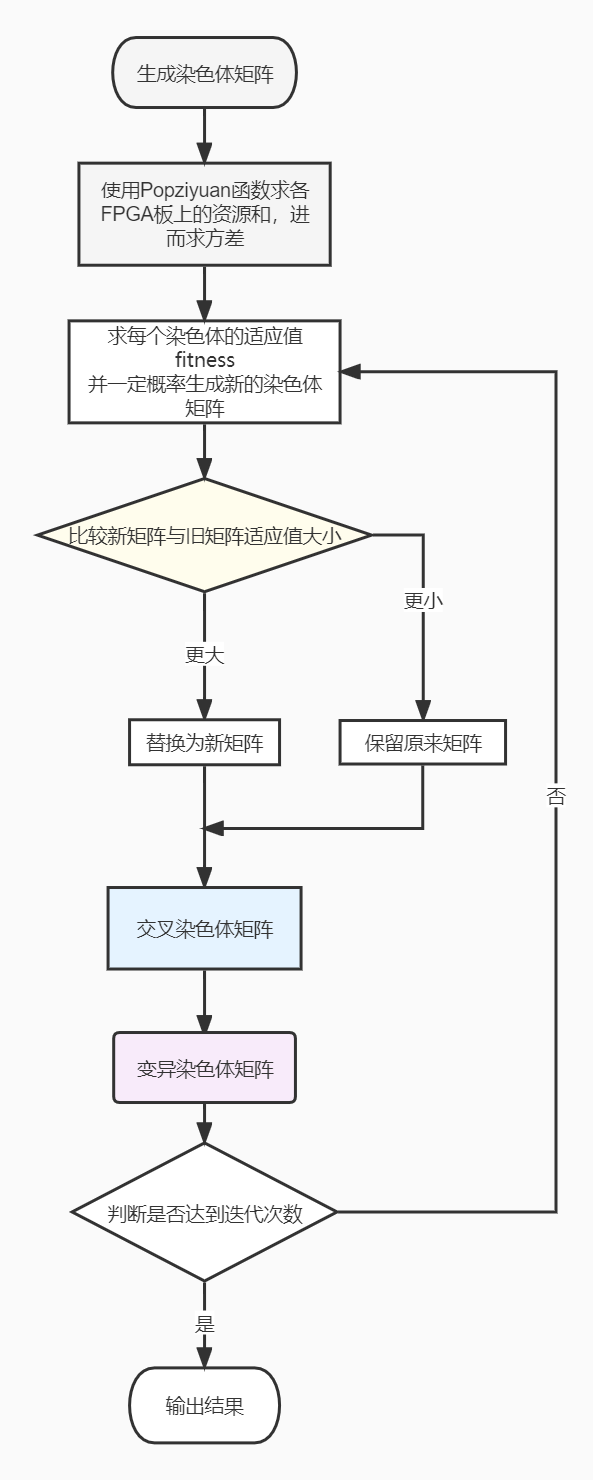 生成染色体矩阵
使用Popziyuan函数求各
FPGA板上的资源和，进
而求方差
求每个染色体的适应值
fitness
并一定概率生成新的染色体
矩阵
比较新矩阵与旧矩阵适应值大小
更小
更大
替换为新矩阵
保留原来矩阵
否
交叉染色体矩阵
变异染色体矩阵
判断是否达到迭代次数
是
输出结果